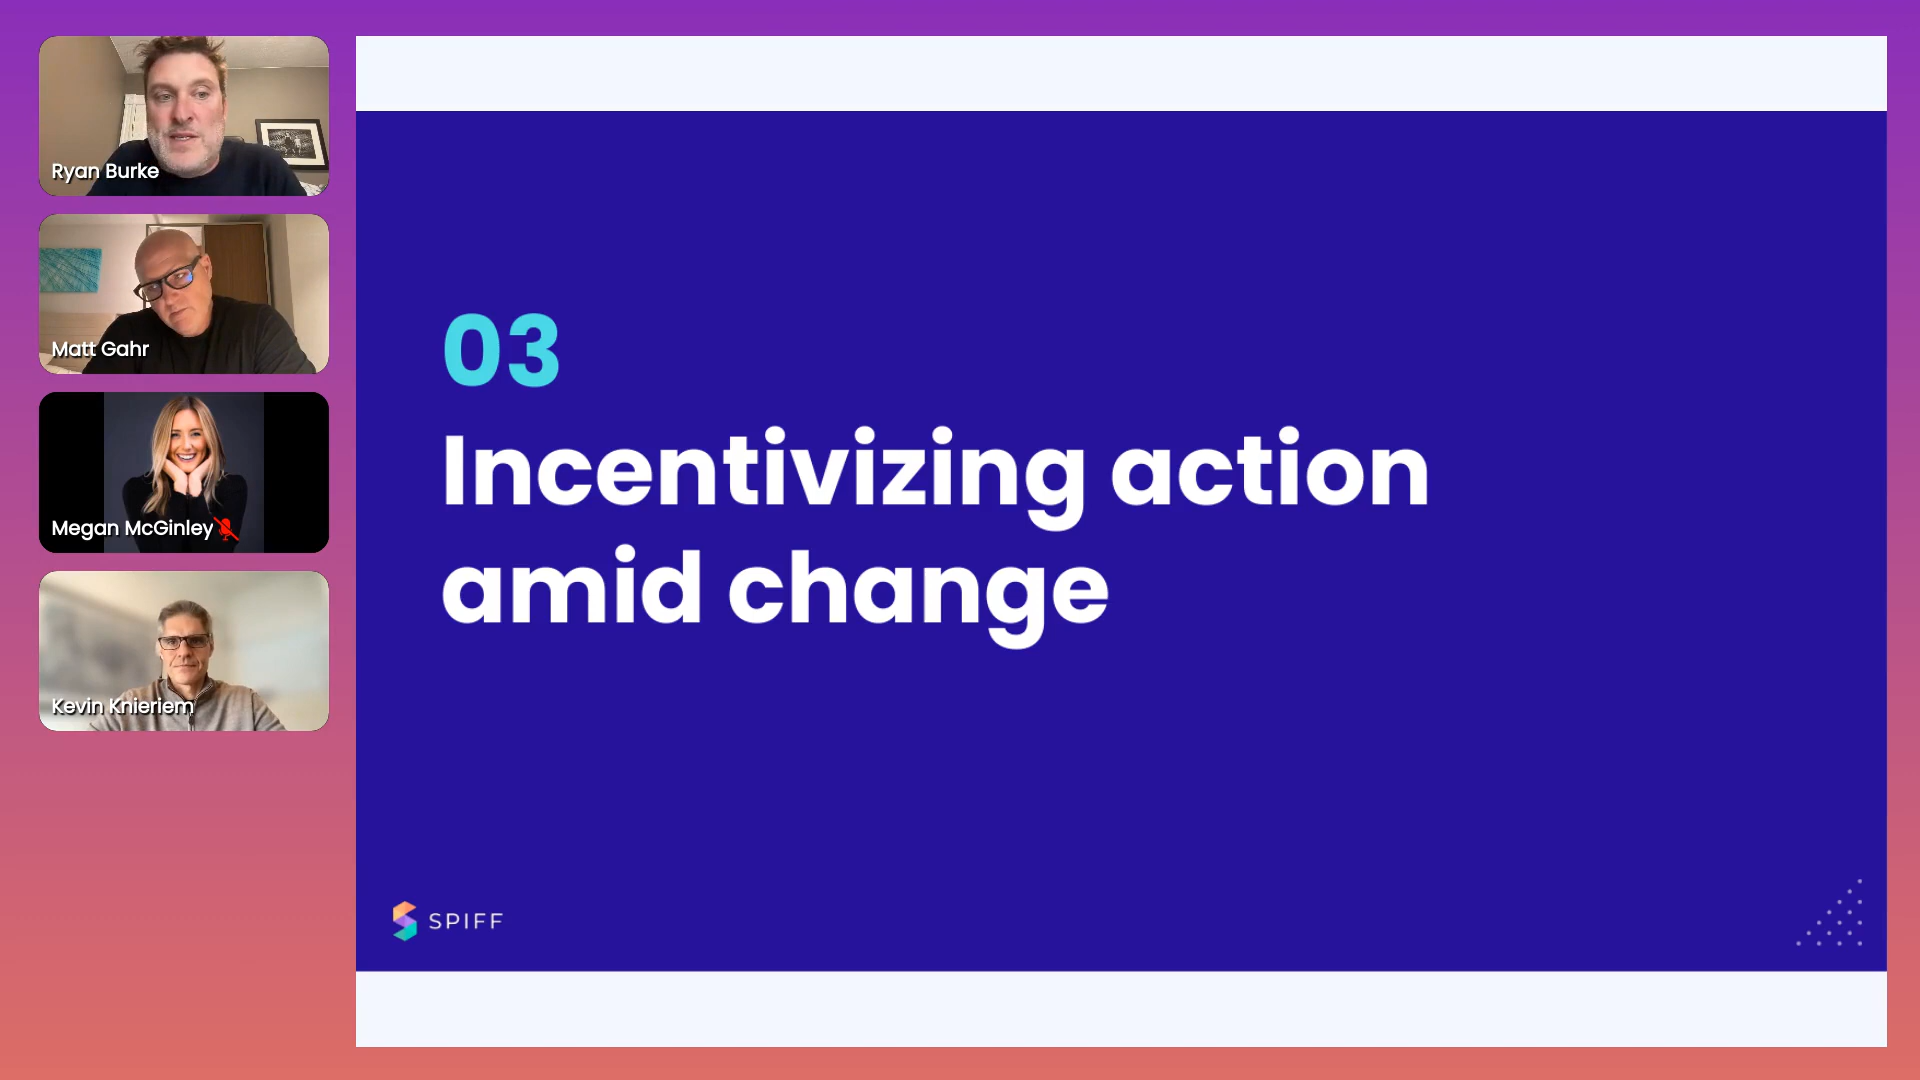 Ryan Burke
Matt Gahr
Megan McGinley
Kevin Knieriem
03
Incentivizing action
amid change
SPIFF